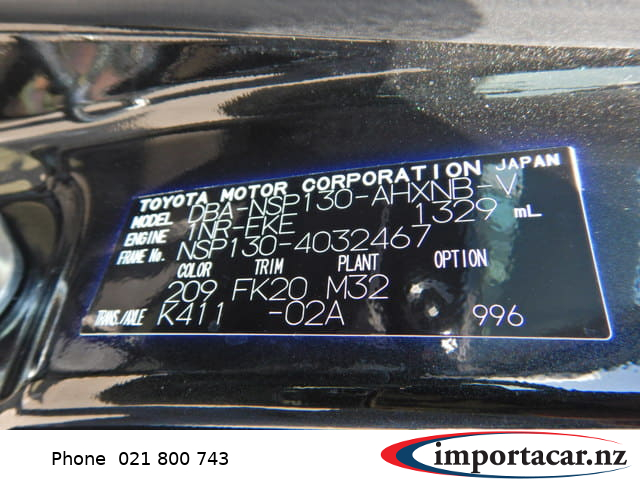 TOYOTA MOTOR CORPORATION JAPAN
MODEL DBA-NSP130-AHXNB-V
ENGINE 1NR-FKE 1329 mL
FRAME No. NSP130-4032467
COLOR TRIM PLANT OPTION
209 FK20 M32
TRANS./AXLE K411 -02A 996
Phone 021 800 743
importacar.nz